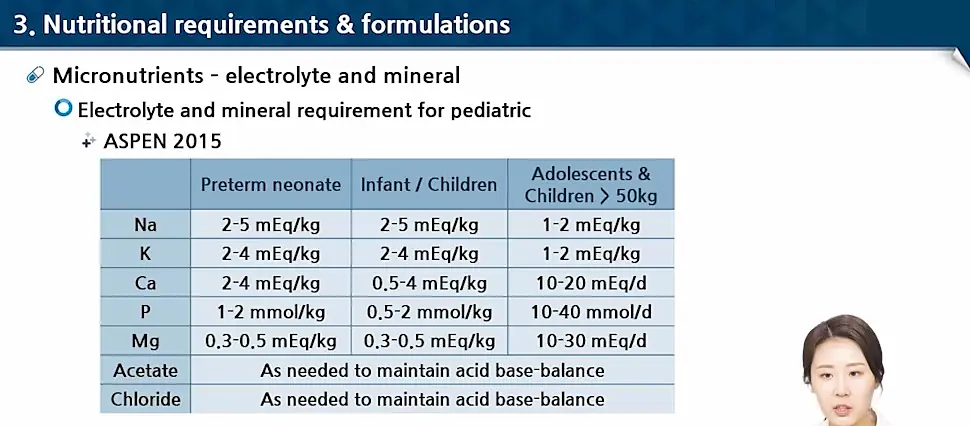 3. Nutritional requirements & formulations
Micronutrients - electrolyte and mineral
Electrolyte and mineral requirement for pediatric
ASPEN 2015
Preterm neonate Infant / Children Adolescents & Children > 50kg
Na 2-5 mEq/kg 2-5 mEq/kg 1-2 mEq/kg
K 2-4 mEq/kg 2-4 mEq/kg 1-2 mEq/kg
Ca 2-4 mEq/kg 0.5-4 mEq/kg 10-20 mEq/d
P 1-2 mmol/kg 0.5-2 mmol/kg 10-40 mmol/d
Mg 0.3-0.5 mEq/kg 0.3-0.5 mEq/kg 10-30 mEq/d
Acetate As needed to maintain acid base-balance
Chloride As needed to maintain acid base-balance